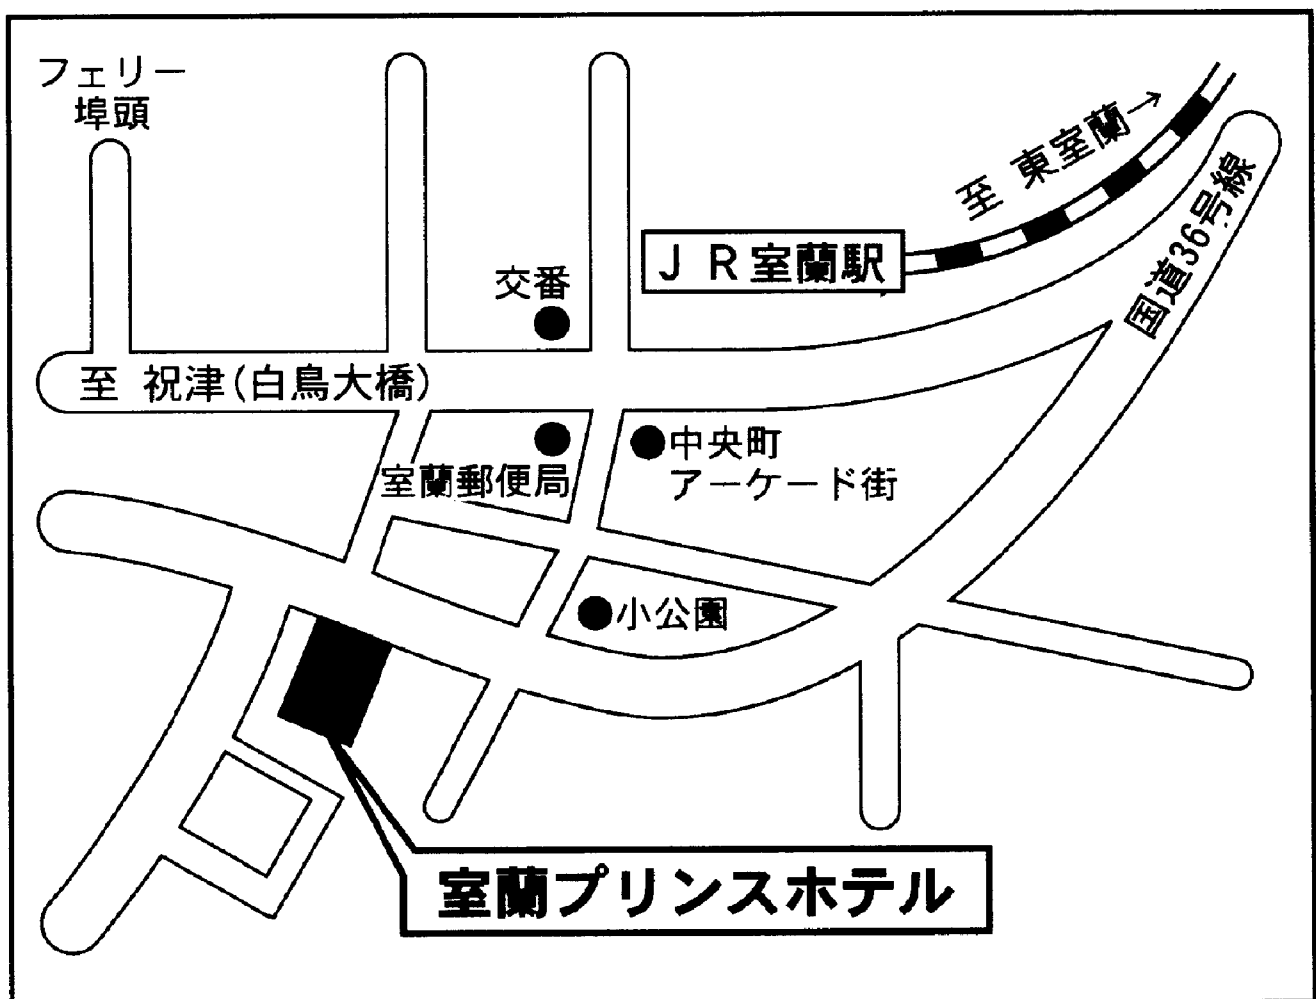 フェリー
埠頭
至 東室蘭→
JR室蘭駅
国道36号線
交番
至 祝津(白鳥大橋)
中央町
アーケード街
室蘭郵便局
小公園
室蘭プリンスホテル